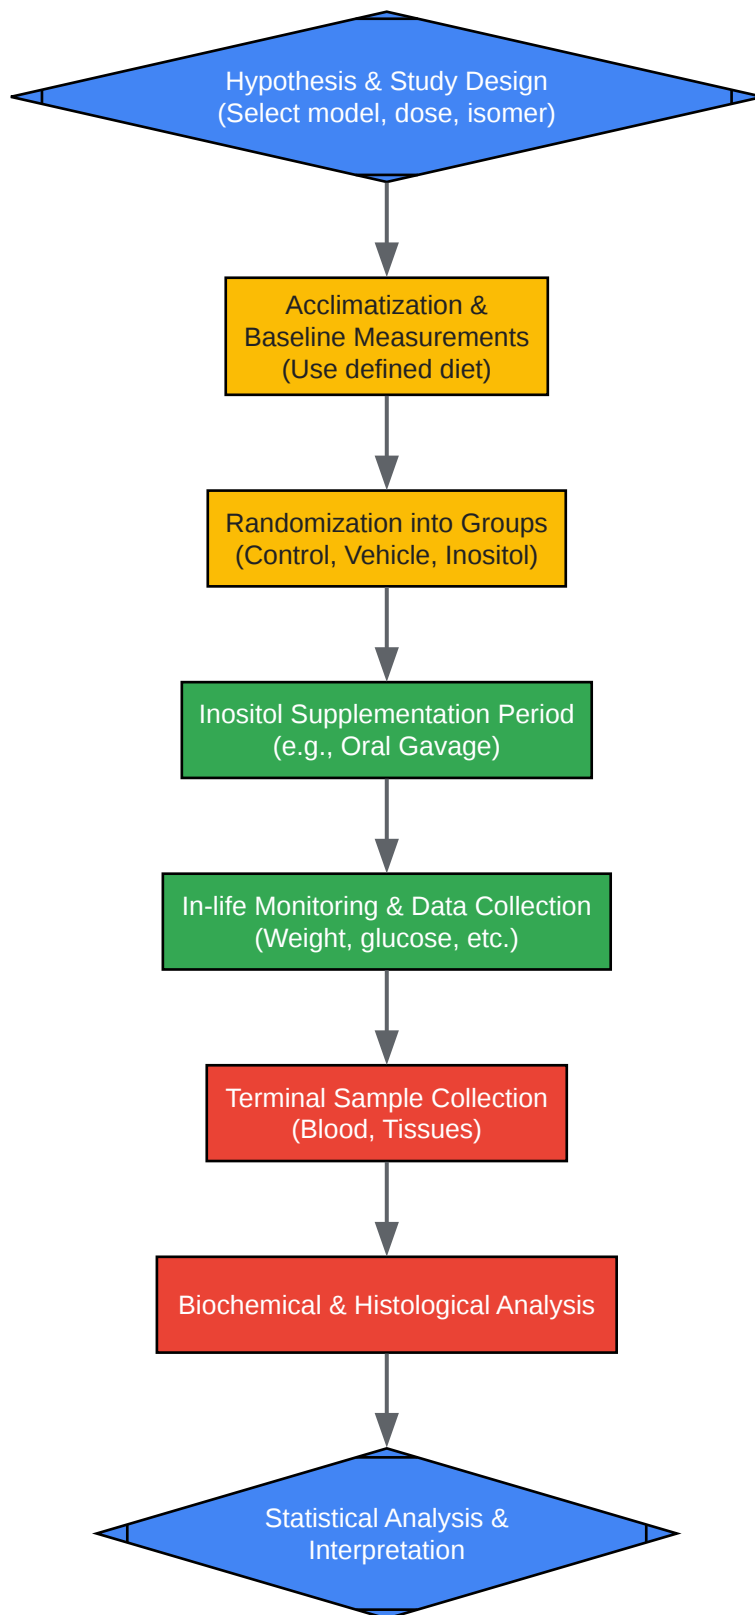 Hypothesis & Study Design
(Select model, dose, isomer)
Acclimatization &
Baseline Measurements
(Use defined diet)
Randomization into Groups
(Control, Vehicle, Inositol)
Inositol Supplementation Period
(e.g., Oral Gavage)
In-life Monitoring & Data Collection
(Weight, glucose, etc.)
Terminal Sample Collection
(Blood, Tissues)
Biochemical & Histological Analysis
Statistical Analysis &
Interpretation